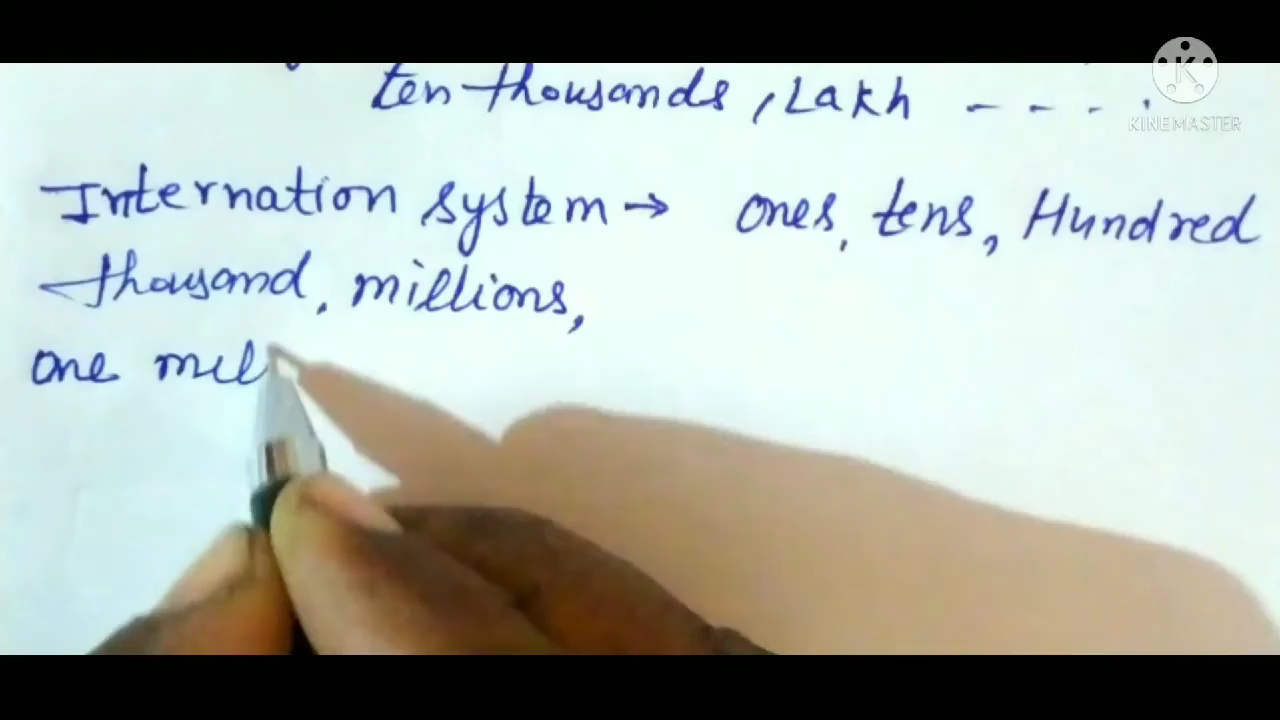 ten thousands, Lakh - - - .
KINEMASTER
Internation system → ones, tens, Hundred
thousand, millions,
one mil